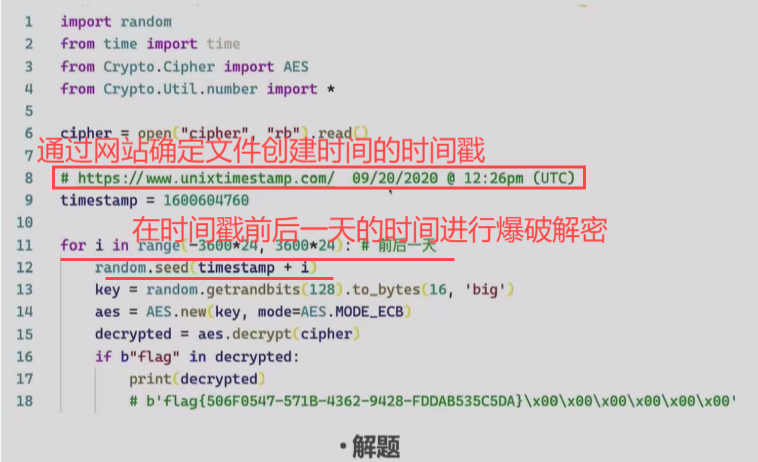 1 import random
2 from time import time
3 from Crypto.Cipher import AES
4 from Crypto.Util.number import *
5
6 cipher = open("cipher", "rb").read()
7
通过网站确定文件创建时间的时间戳
8 # https://www.unixtimestamp.com/ 09/20/2020 @ 12:26pm (UTC)
9 timestamp = 1600604760
10
在时间戳前后一天的时间进行爆破解密
11 for i in range(-3600*24, 3600*24): # 前后一天
12 random.seed(timestamp + i)
13 key = random.getrandbits(128).to_bytes(16, 'big')
14 aes = AES.new(key, mode=AES.MODE_ECB)
15 decrypted = aes.decrypt(cipher)
16 if b"flag" in decrypted:
17 print(decrypted)
18 # b'flag{506F0547-571B-4362-9428-FDDAB535C5DA}\x00\x00\x00\x00\x00\x00'
•解题